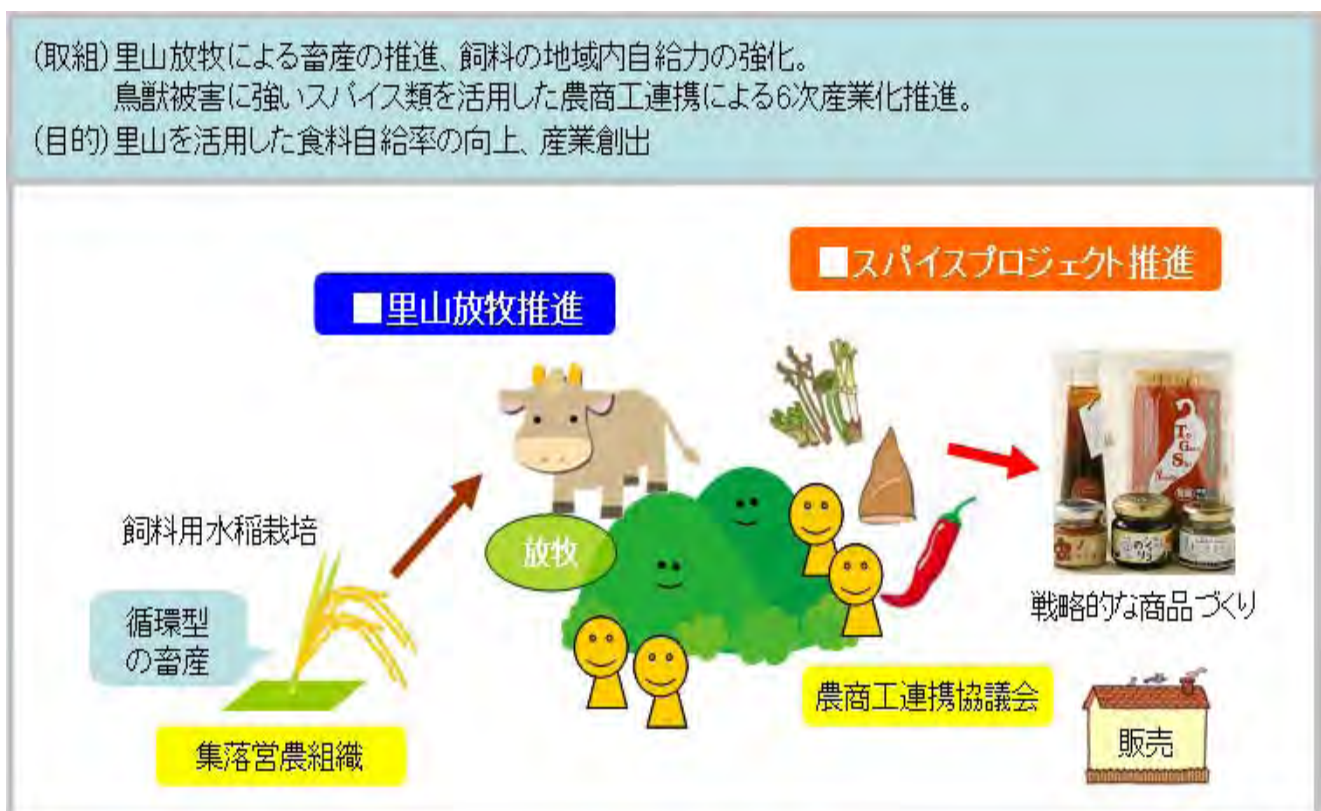 (取組)里山放牧による畜産の推進、飼料の地域内自給力の強化。
鳥獣被害に強いスパイス類を活用した農商工連携による6次産業化推進。
(目的)里山を活用した食料自給率の向上、産業創出
■スパイスプロジェクト推進
■里山放牧推進
飼料用水稲栽培
放牧
循環型
の畜産
戦略的な商品づくり
農商工連携協議会
集落営農組織
販売